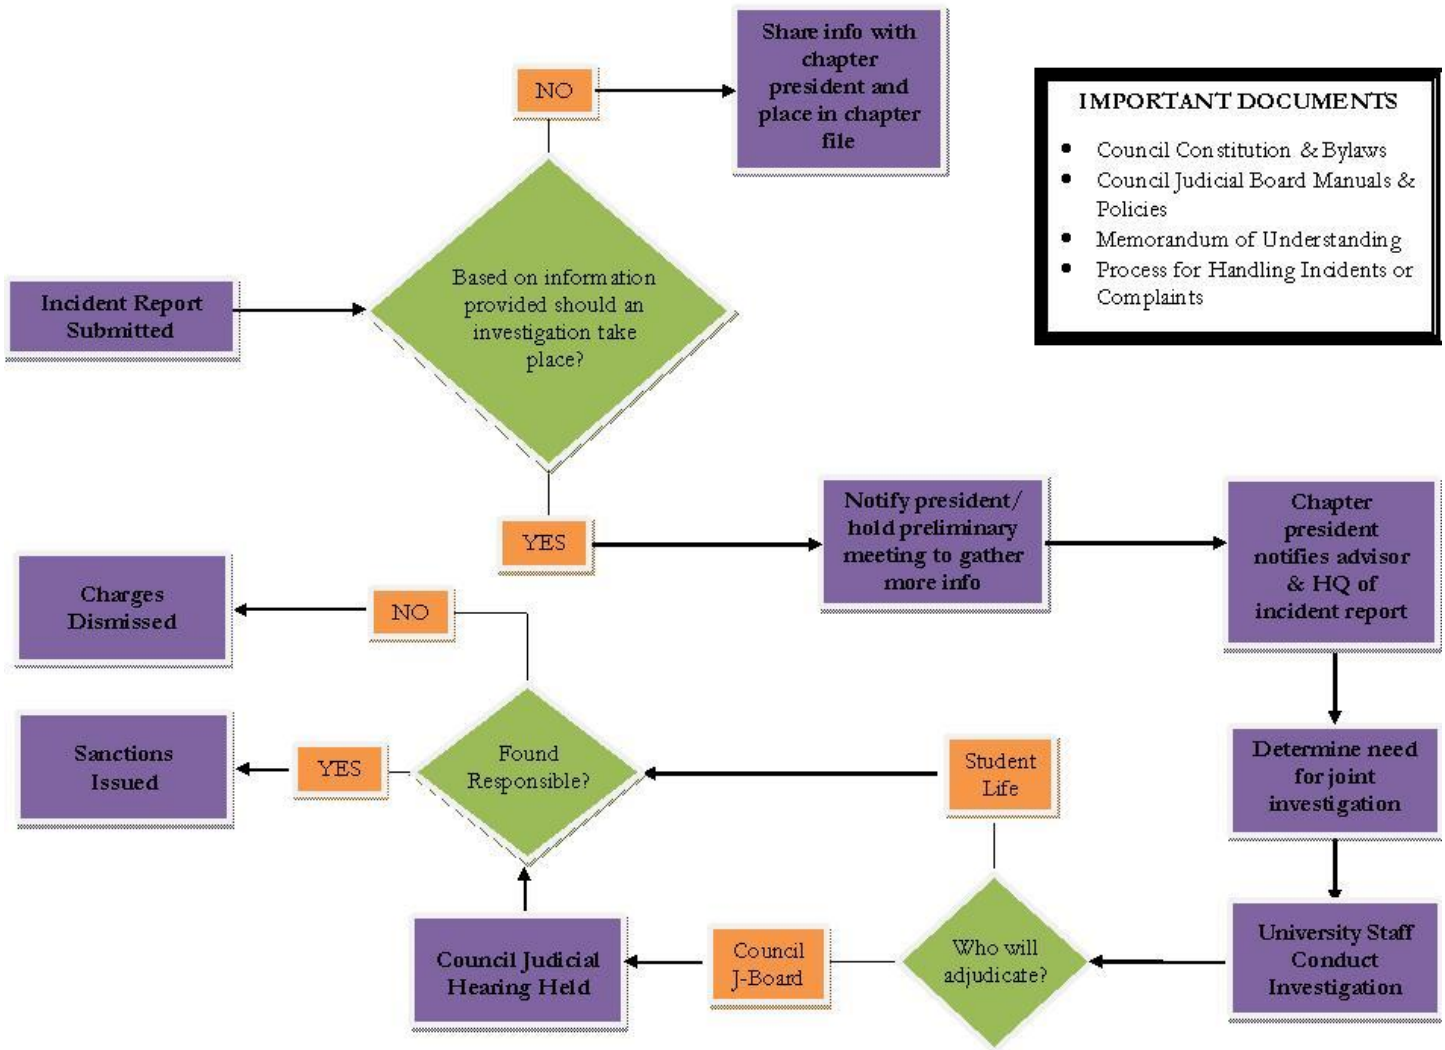 Share info with
chapter
president and
place in chapter
file
NO
IMPORTANT DOCUMENTS
• Council Constitution & Bylaws
• Council Judicial Board Manuals &
Policies
• Memorandum of Understanding
• Process for Handling Incidents or
Complaints
Incident Report
Submitted
Based on information
provided should an
investigation take
place?
YES
Notify president/
hold preliminary
meeting to gather
more info
Chapter
president
notifies advisor
& HQ of
incident report
Charges
Dismissed
NO
Sanctions
Issued
YES
Found
Responsible?
Student
Life
Determine need
for joint
investigation
Council Judicial
Hearing Held
Council
J-Board
Who will
adjudicate?
University Staff
Conduct
Investigation